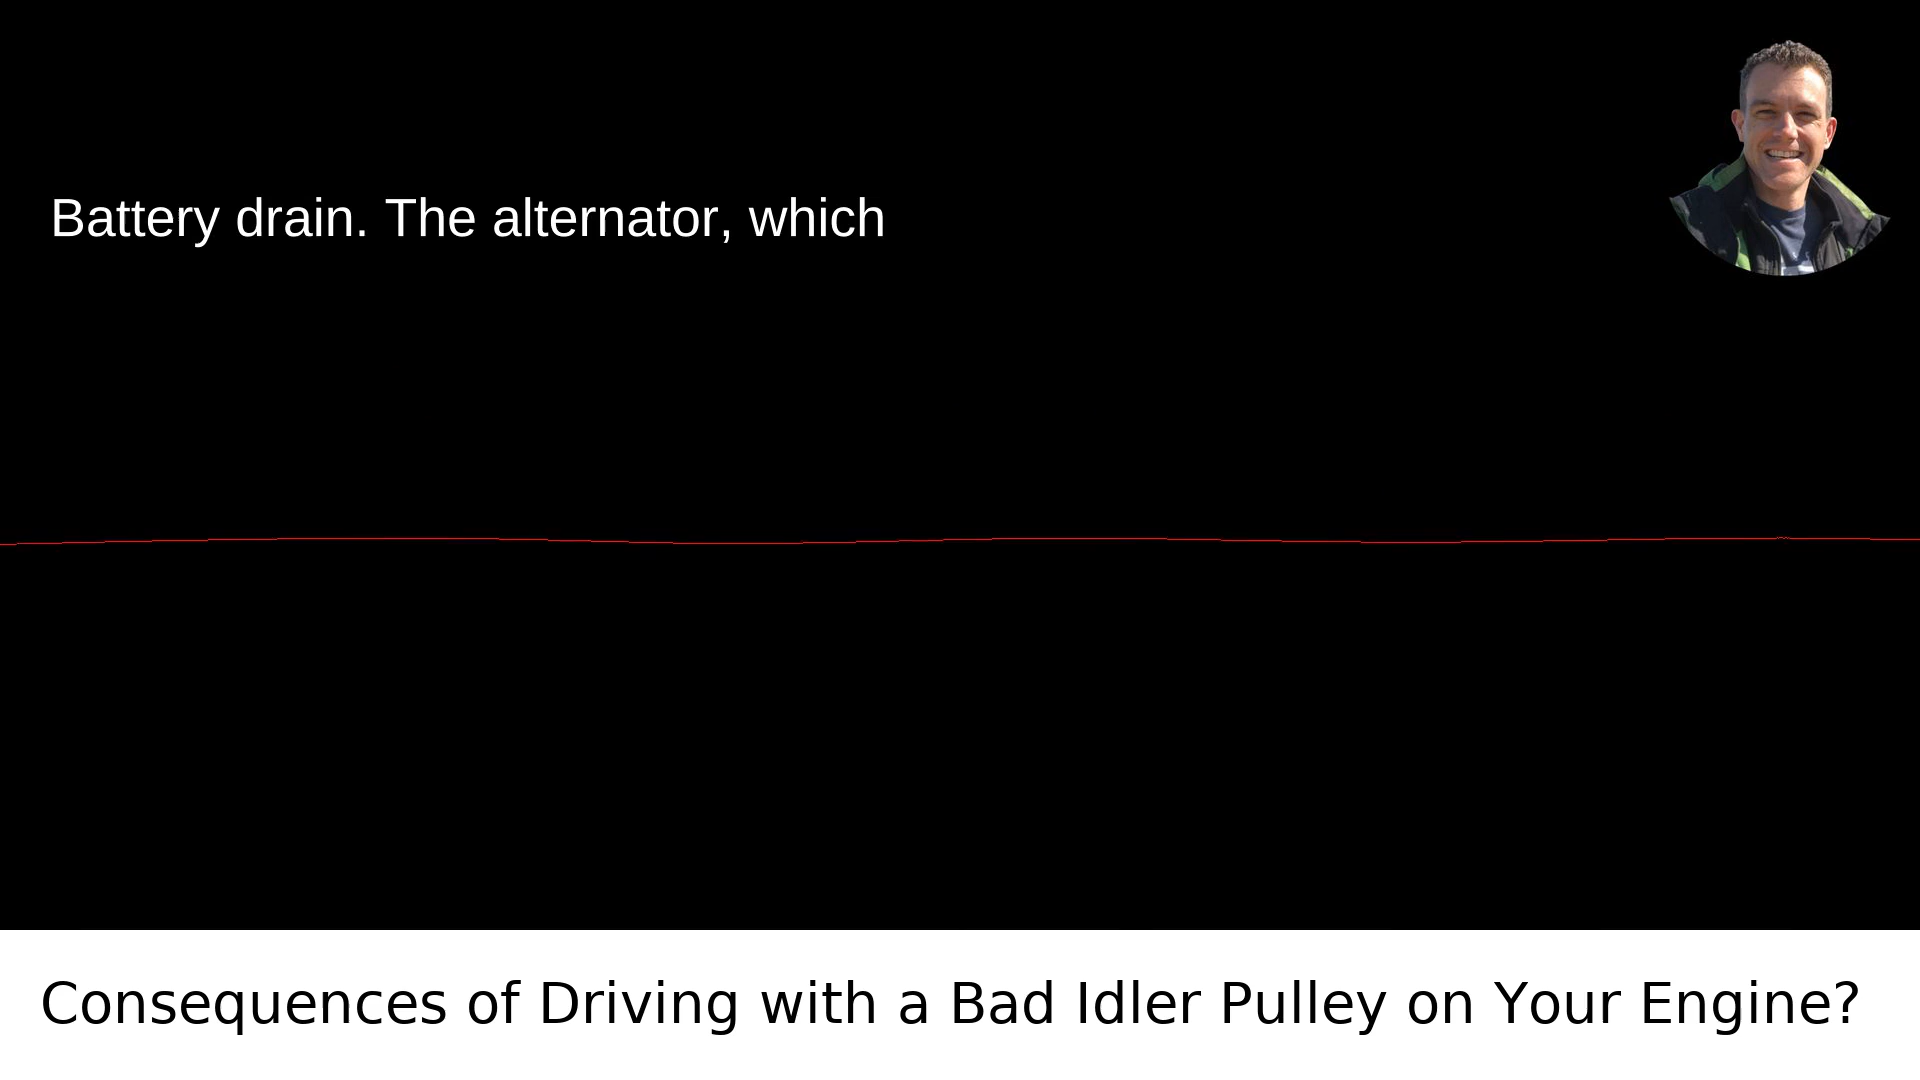 Battery drain. The alternator, which
Consequences of Driving with a Bad Idler Pulley on Your Engine?